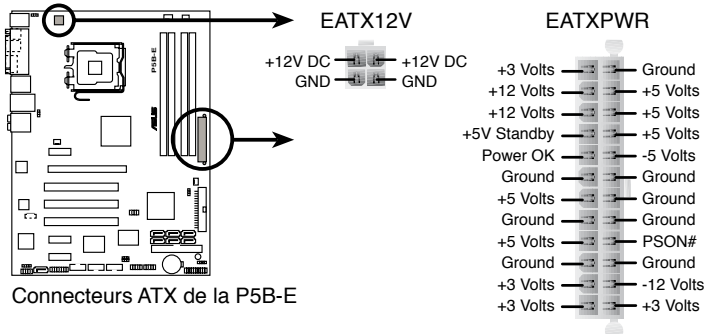 EATX12V
EATXPWR
+12V DC +12V DC
GND GND
P5B-E
ASUS
+3 Volts Ground
+12 Volts +5 Volts
+12 Volts +5 Volts
+5V Standby +5 Volts
Power OK -5 Volts
Ground Ground
+5 Volts Ground
Ground Ground
+5 Volts PSON#
Ground Ground
+3 Volts -12 Volts
+3 Volts +3 Volts
Connecteurs ATX de la P5B-E